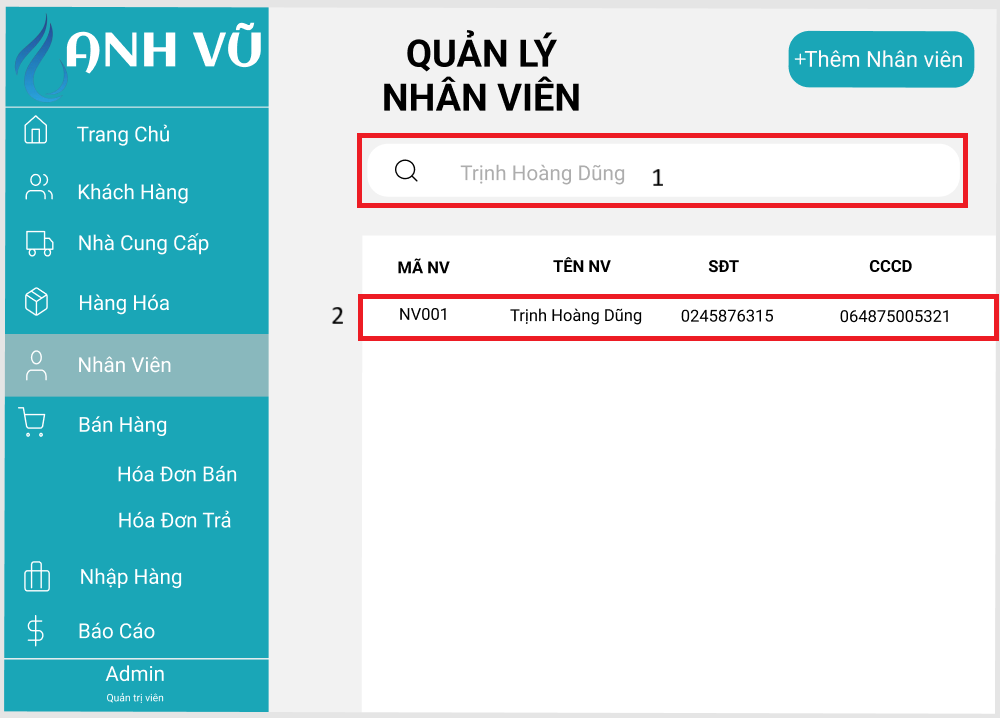 ANH VŨ
Trang Chủ
Khách Hàng
Nhà Cung Cấp
Hàng Hóa
Nhân Viên
Bán Hàng
Hóa Đơn Bán
Hóa Đơn Trả
Nhập Hàng
Báo Cáo
Admin
Quản trị viên
QUẢN LÝ
NHÂN VIÊN
+Thêm Nhân viên
Trịnh Hoàng Dũng 1
MÃ NV TÊN NV SĐT CCCD
2 NV001 Trịnh Hoàng Dũng 0245876315 064875005321